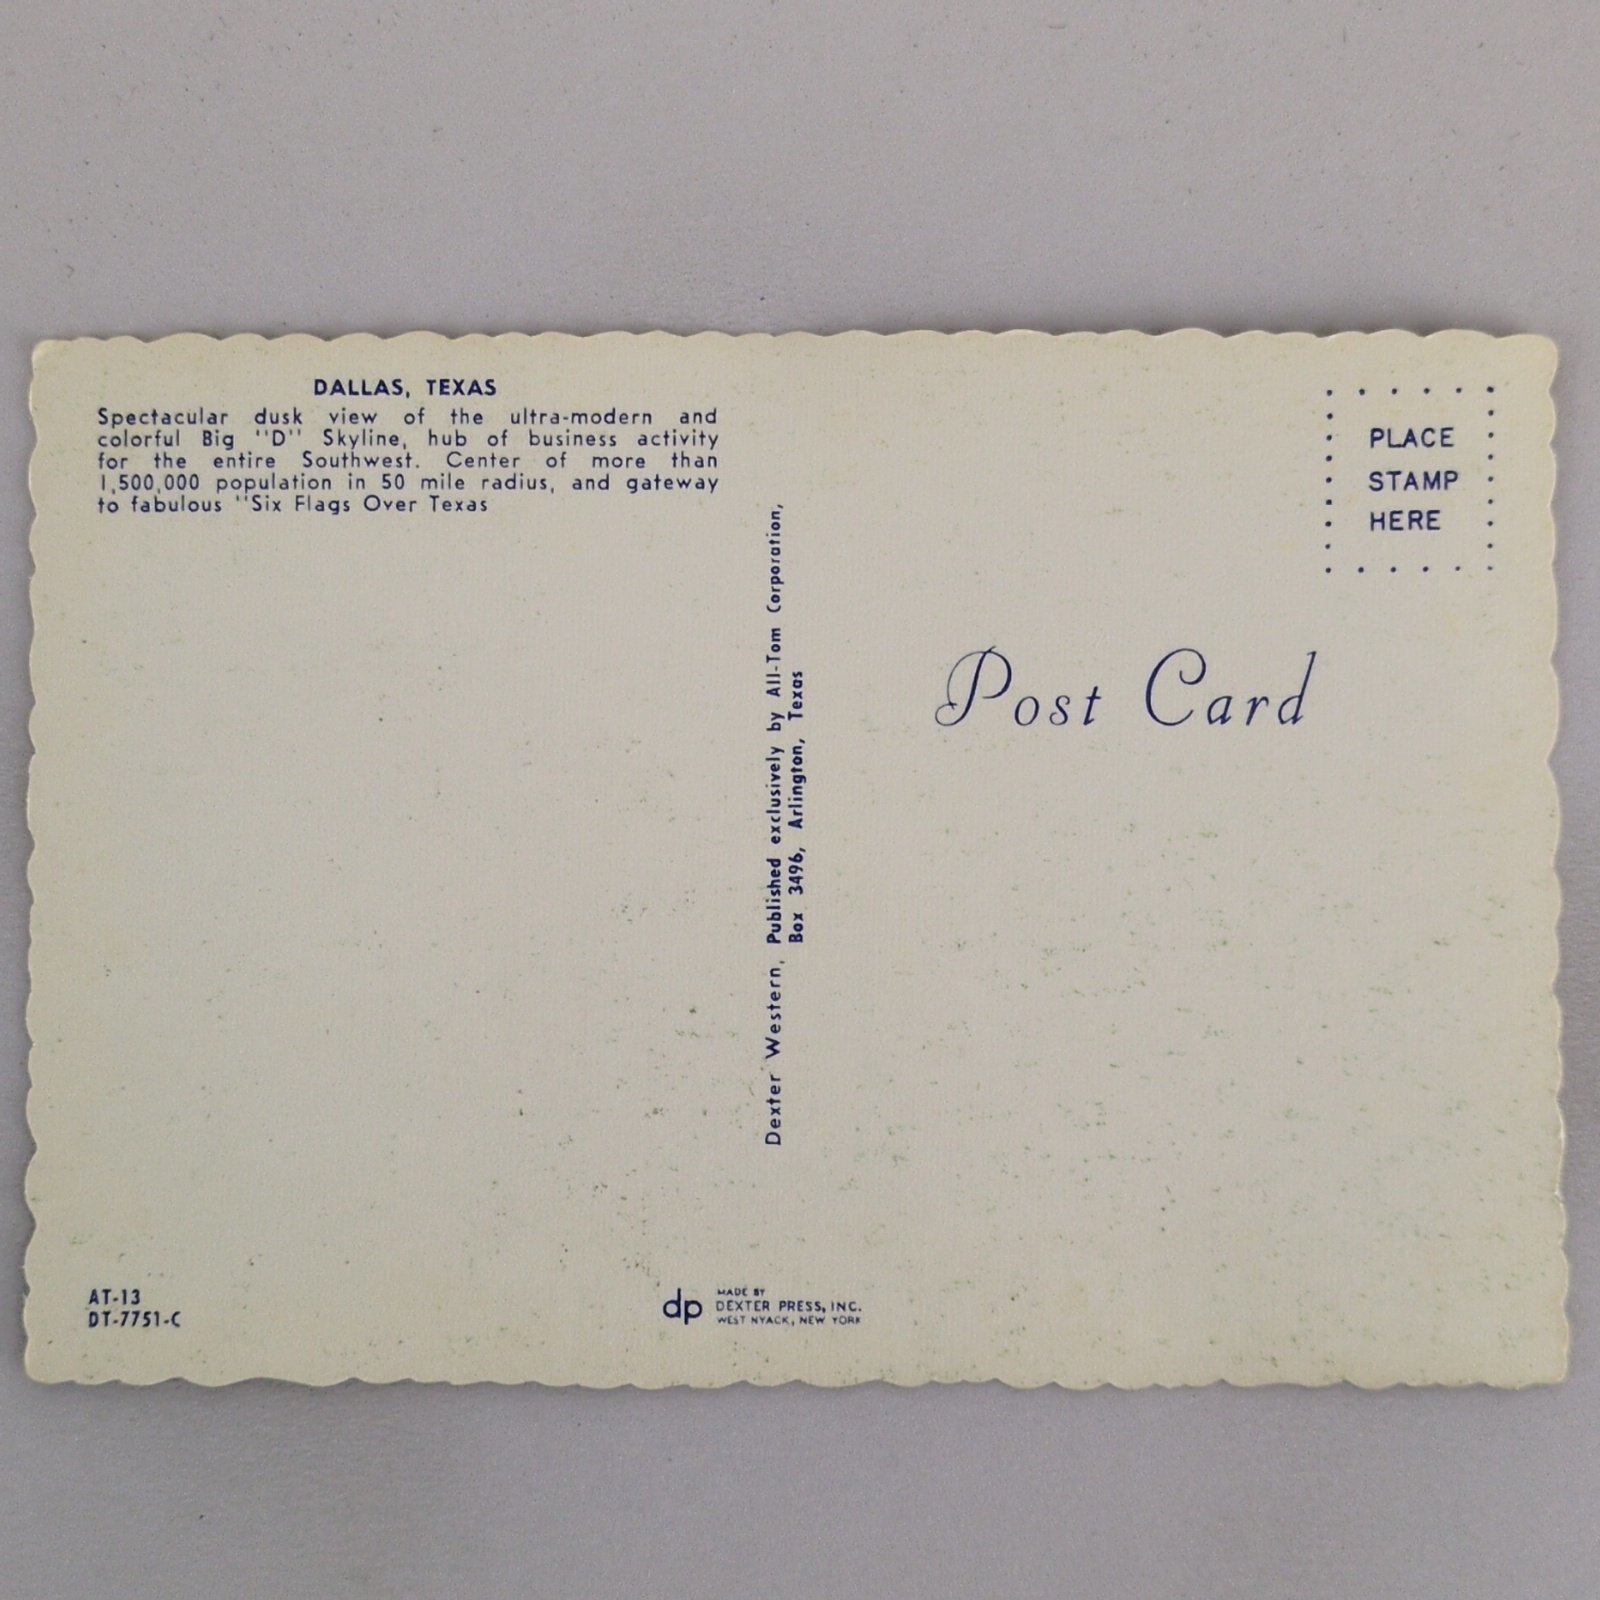 DALLAS, TEXAS
Spectacular dusk view of the ultra-modern and
colorful Big "D" Skyline, hub of business activity
for the entire Southwest. Center of more than
1,500,000 population in 50 mile radius, and gateway
to fabulous "Six Flags Over Texas
PLACE
STAMP
HERE
Post Card
Dexter Western, Published exclusively by All-Tom Corporation,
Box 3496, Arlington, Texas
AT-13
DT-7751-C
dp
MADE BY
DEXTER PRESS, INC.
WEST NYACK, NEW YORK